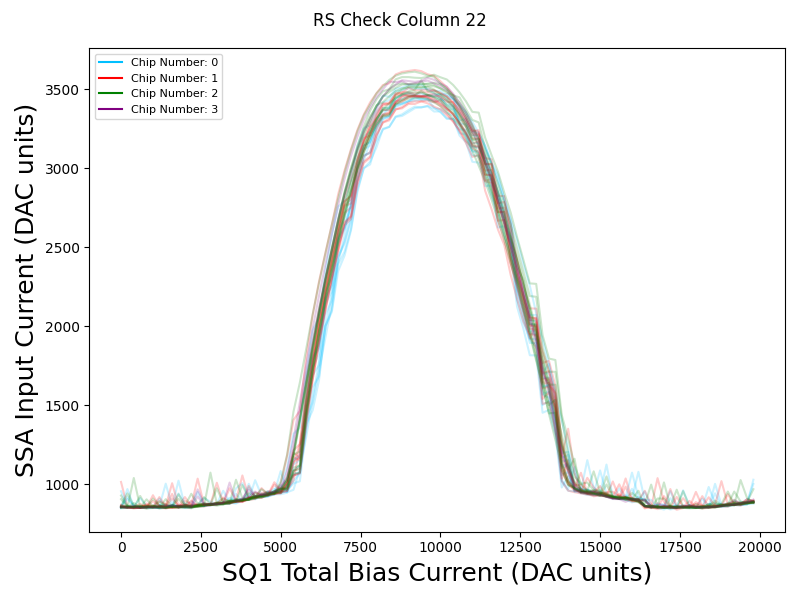 RS Check Column 22
Chip Number: 0
Chip Number: 1
Chip Number: 2
Chip Number: 3
SSA Input Current (DAC units)
3500
3000
2500
2000
1500
1000
0 2500 5000 7500 10000 12500 15000 17500 20000
SQ1 Total Bias Current (DAC units)